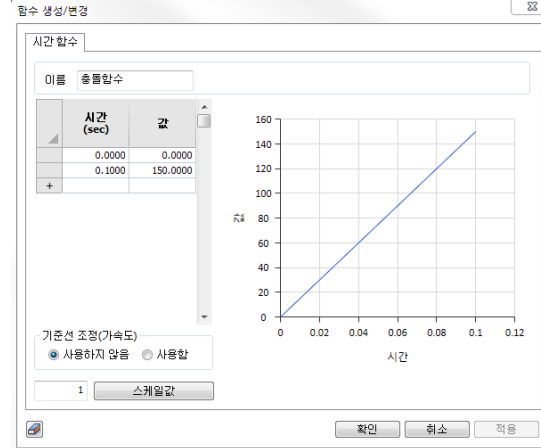 함수 생성/변경
시간 함수
이름 충돌함수
시간 (sec) 값
0.0000 0.0000
0.1000 150.0000
+
160
140
120
100
80
60
40
20
0
값
0 0.02 0.04 0.06 0.08 0.1 0.12
시간
기준선 조정(가속도)
사용하지 않음 사용함
1 스케일값
확인 취소 적용